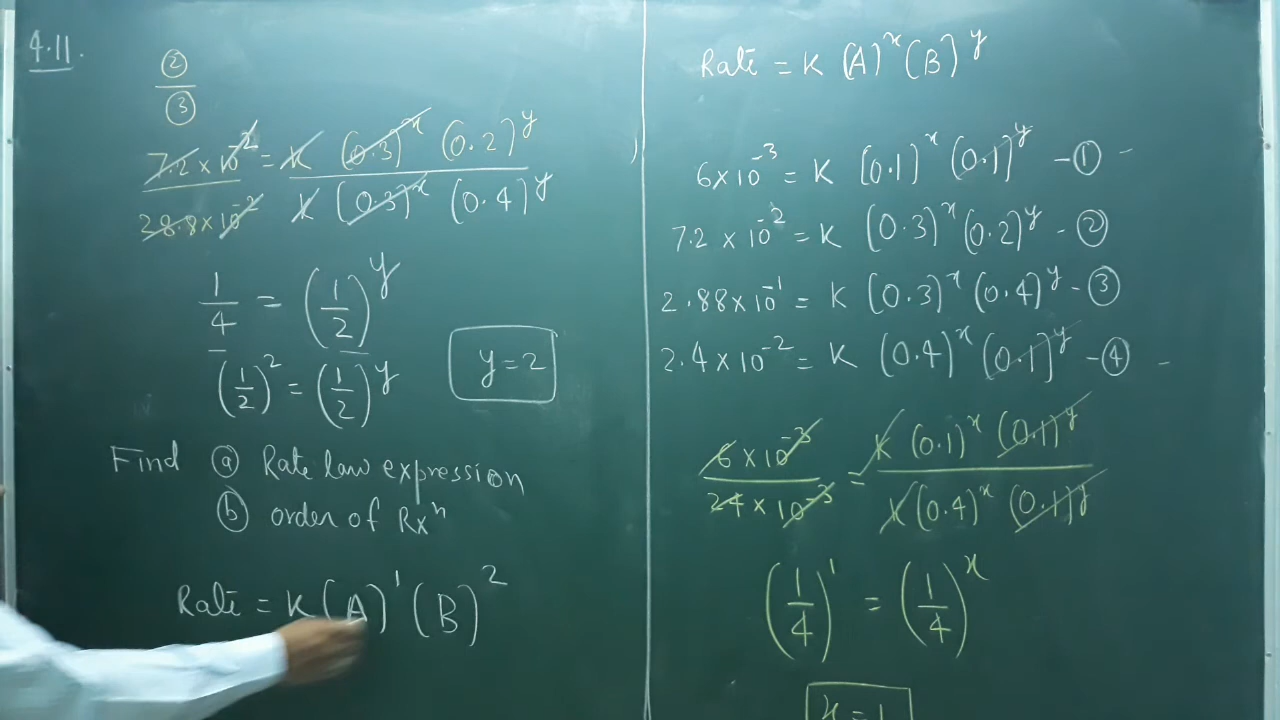 4.11.
②
③
7.2 × 10⁻² = K (0.3)ˣ (0.2)ʸ
28.8 × 10⁻² K (0.3)ˣ (0.4)ʸ
1/4 = (1/2)ʸ
(1/2)² = (1/2)ʸ
y = 2
Find ⓐ Rate law expression
ⓑ order of Rxⁿ
Rate = K (A)¹ (B)²
Rate = K (A)ˣ (B)ʸ
6 × 10⁻³ = K (0.1)ˣ (0.1)ʸ - ①
7.2 × 10⁻² = K (0.3)ˣ (0.2)ʸ - ②
2.88 × 10⁻¹ = K (0.3)ˣ (0.4)ʸ - ③
2.4 × 10⁻² = K (0.4)ˣ (0.1)ʸ - ④
6 × 10⁻³ = K (0.1)ˣ (0.1)ʸ
24 × 10⁻³ K (0.4)ˣ (0.1)ʸ
(1/4)¹ = (1/4)ˣ
x = 1